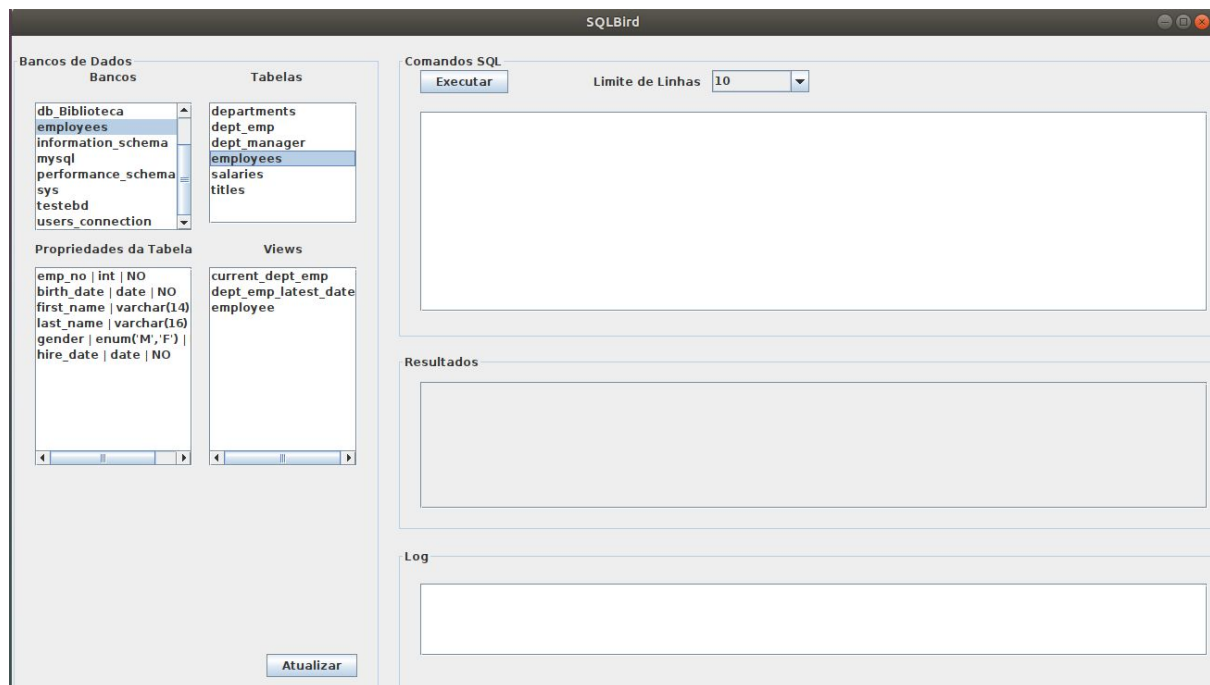 SQLBird
Bancos de Dados
Bancos
Tabelas
db_Biblioteca
employees
information_schema
mysql
performance_schema
sys
testebd
users_connection
departments
dept_emp
dept_manager
employees
salaries
titles
Propriedades da Tabela
Views
emp_no | int | NO
birth_date | date | NO
first_name | varchar(14)
last_name | varchar(16)
gender | enum('M','F') |
hire_date | date | NO
current_dept_emp
dept_emp_latest_date
employee
Atualizar
Comandos SQL
Executar
Limite de Linhas 10
Resultados
Log